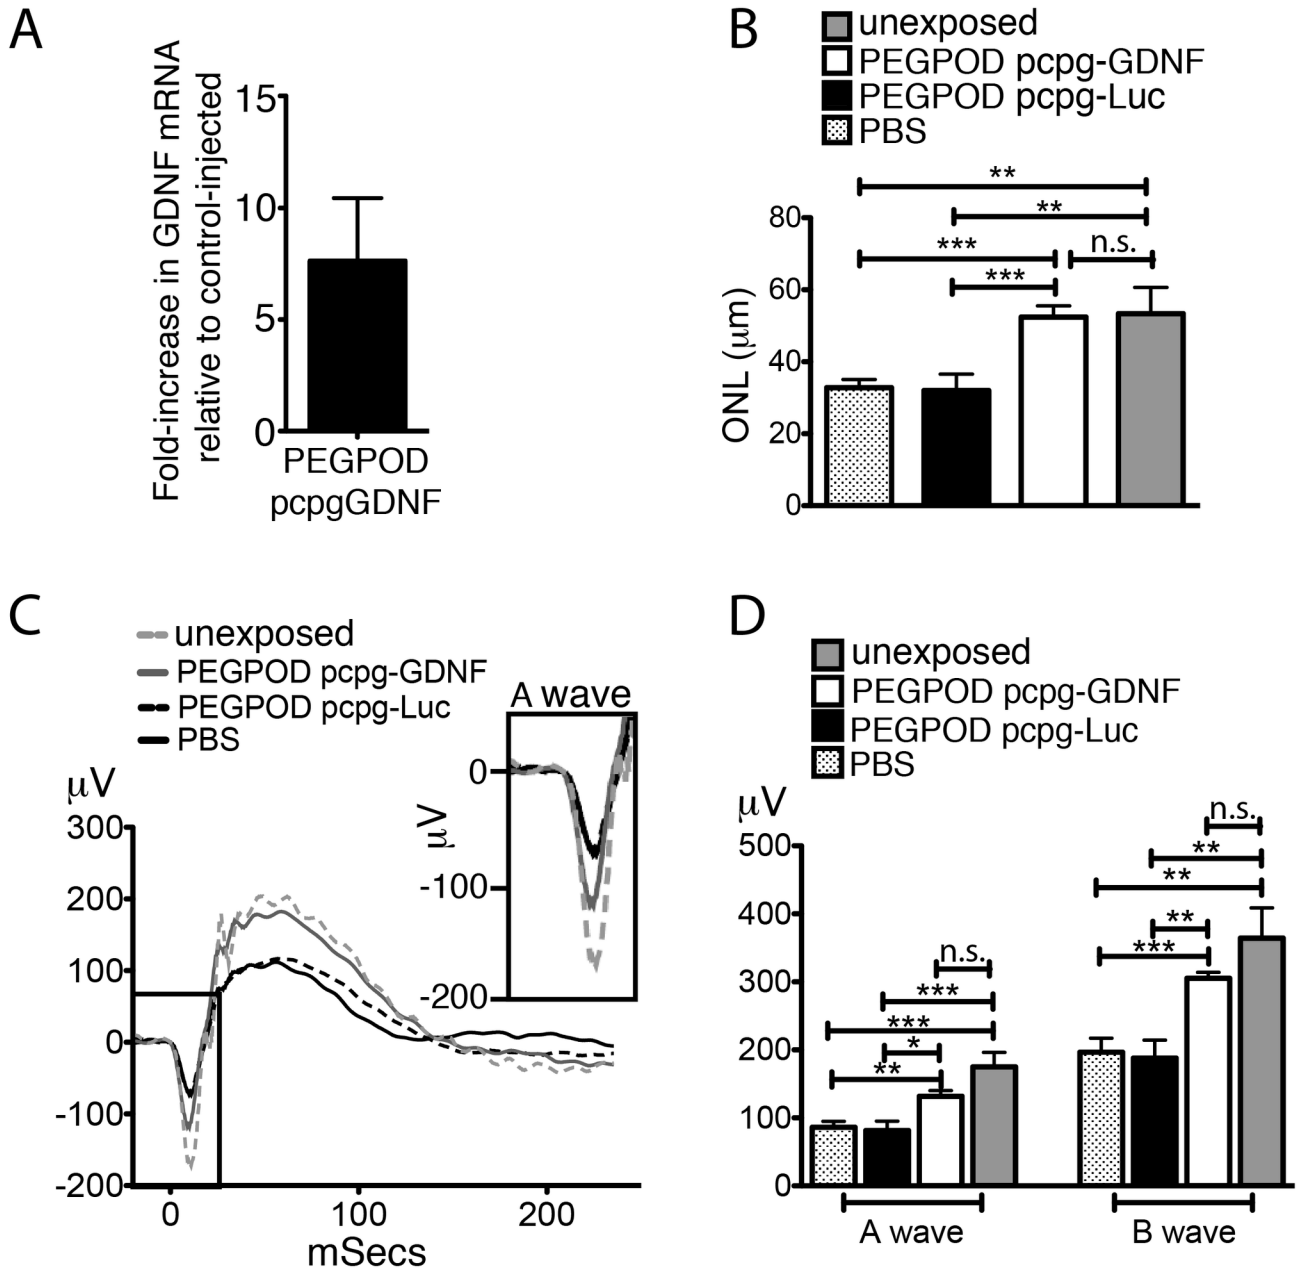 A
Fold-increase in GDNF mRNA
relative to control-injected
15
10
5
0
PEGPOD
pcpgGDNF
B
unexposed
PEGPOD pcpg-GDNF
PEGPOD pcpg-Luc
PBS
**
**
***
n.s.
***
ONL (μm)
80
60
40
20
0
C
unexposed
PEGPOD pcpg-GDNF
PEGPOD pcpg-Luc
PBS
μV
300
200
100
0
-100
-200
0
100
200
mSecs
A wave
μV
0
-100
-200
D
unexposed
PEGPOD pcpg-GDNF
PEGPOD pcpg-Luc
PBS
μV
500
400
300
200
100
0
n.s.
***
***
*
**
n.s.
**
**
**
***
A wave
B wave